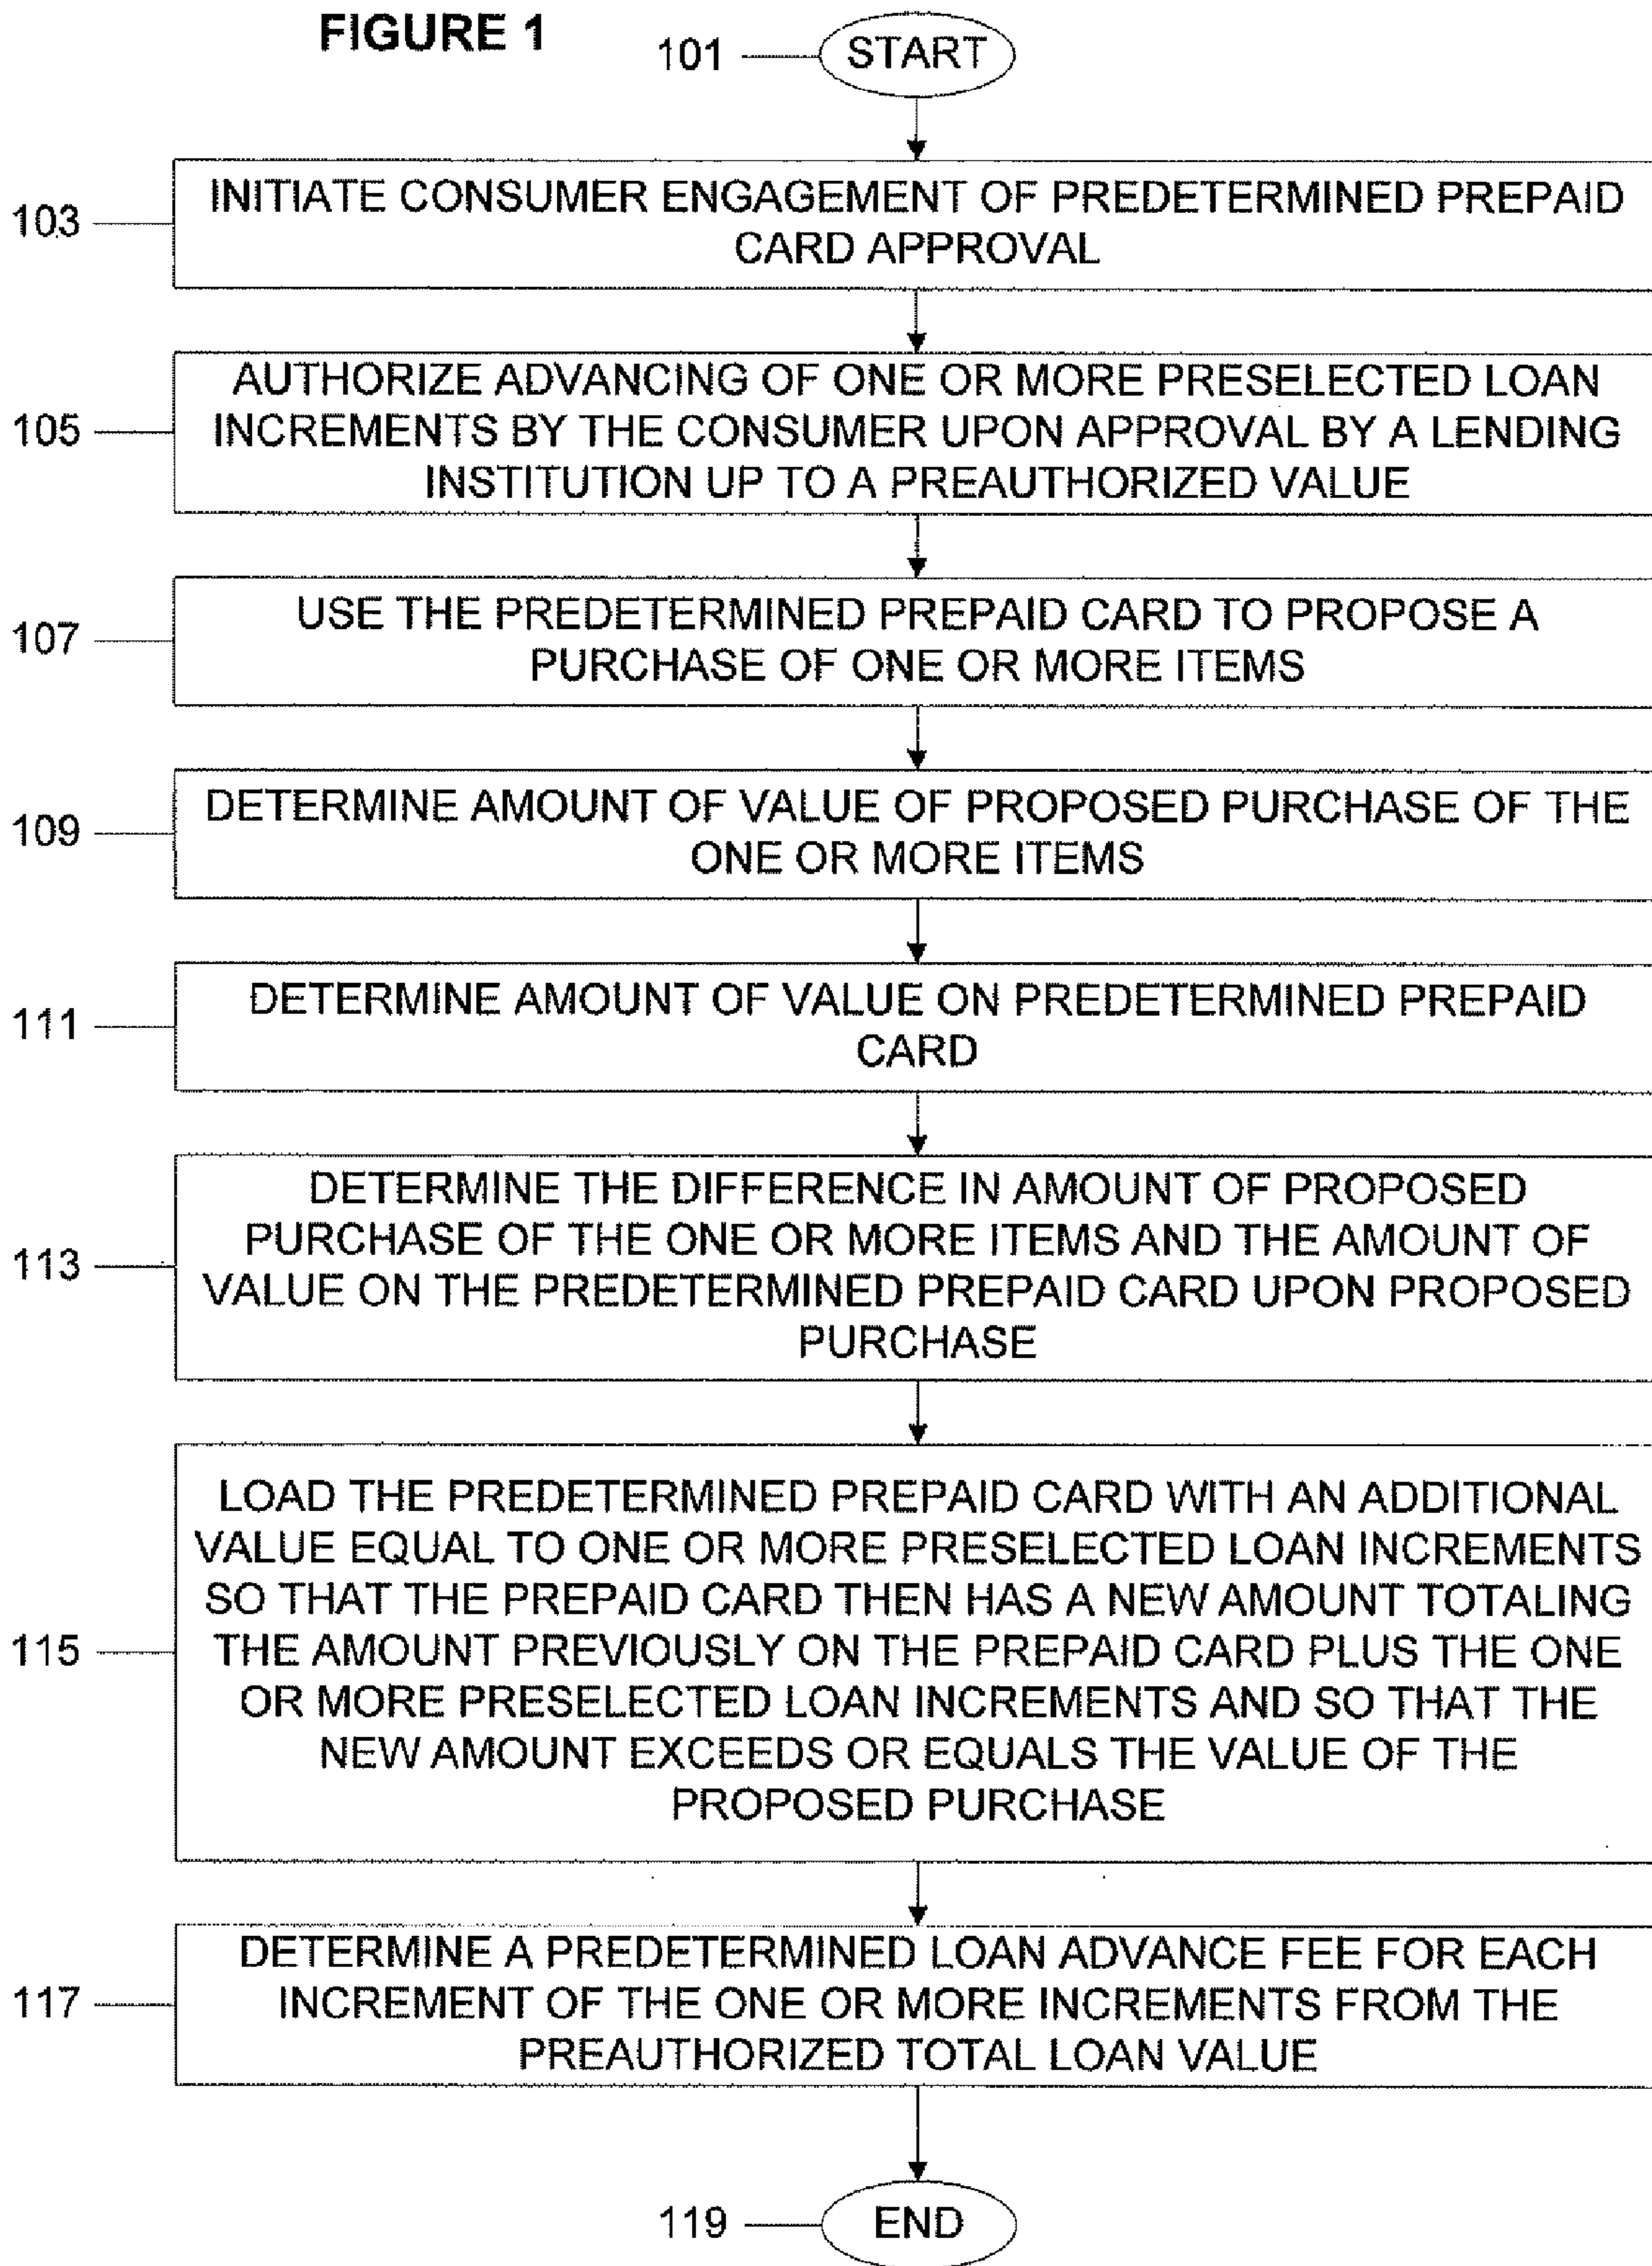 FIGURE 1
101
START
103
INITIATE CONSUMER ENGAGEMENT OF PREDETERMINED PREPAID
CARD APPROVAL
105
AUTHORIZE ADVANCING OF ONE OR MORE PRESELECTED LOAN
INCREMENTS BY THE CONSUMER UPON APPROVAL BY A LENDING
INSTITUTION UP TO A PREAUTHORIZED VALUE
107
USE THE PREDETERMINED PREPAID CARD TO PROPOSE A
PURCHASE OF ONE OR MORE ITEMS
109
DETERMINE AMOUNT OF VALUE OF PROPOSED PURCHASE OF THE
ONE OR MORE ITEMS
111
DETERMINE AMOUNT OF VALUE ON PREDETERMINED PREPAID
CARD
113
DETERMINE THE DIFFERENCE IN AMOUNT OF PROPOSED
PURCHASE OF THE ONE OR MORE ITEMS AND THE AMOUNT OF
VALUE ON THE PREDETERMINED PREPAID CARD UPON PROPOSED
PURCHASE
115
LOAD THE PREDETERMINED PREPAID CARD WITH AN ADDITIONAL
VALUE EQUAL TO ONE OR MORE PRESELECTED LOAN INCREMENTS
SO THAT THE PREPAID CARD THEN HAS A NEW AMOUNT TOTALING
THE AMOUNT PREVIOUSLY ON THE PREPAID CARD PLUS THE ONE
OR MORE PRESELECTED LOAN INCREMENTS AND SO THAT THE
NEW AMOUNT EXCEEDS OR EQUALS THE VALUE OF THE
PROPOSED PURCHASE
117
DETERMINE A PREDETERMINED LOAN ADVANCE FEE FOR EACH
INCREMENT OF THE ONE OR MORE INCREMENTS FROM THE
PREAUTHORIZED TOTAL LOAN VALUE
119
END